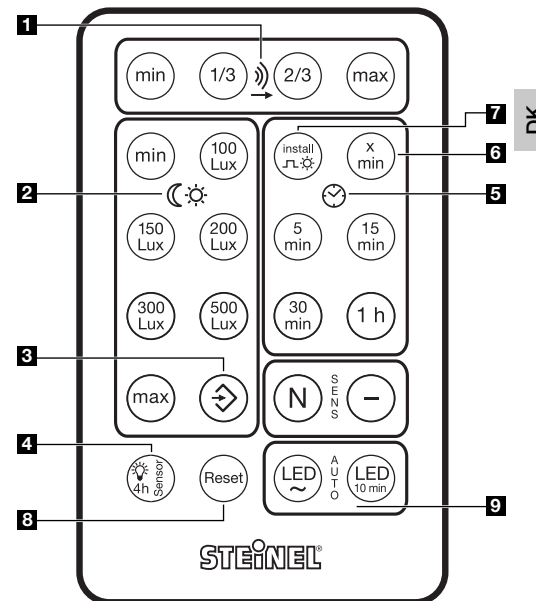 1
min 1/3 2/3 max
7
DK
min 100 Lux install x min
6
2
5
150 Lux 200 Lux 5 min 15 min
300 Lux 500 Lux 30 min 1 h
3
max N SENS −
4
4h Sensor Reset LED ~ AUTO LED 10 min
8
9
STEINEL®